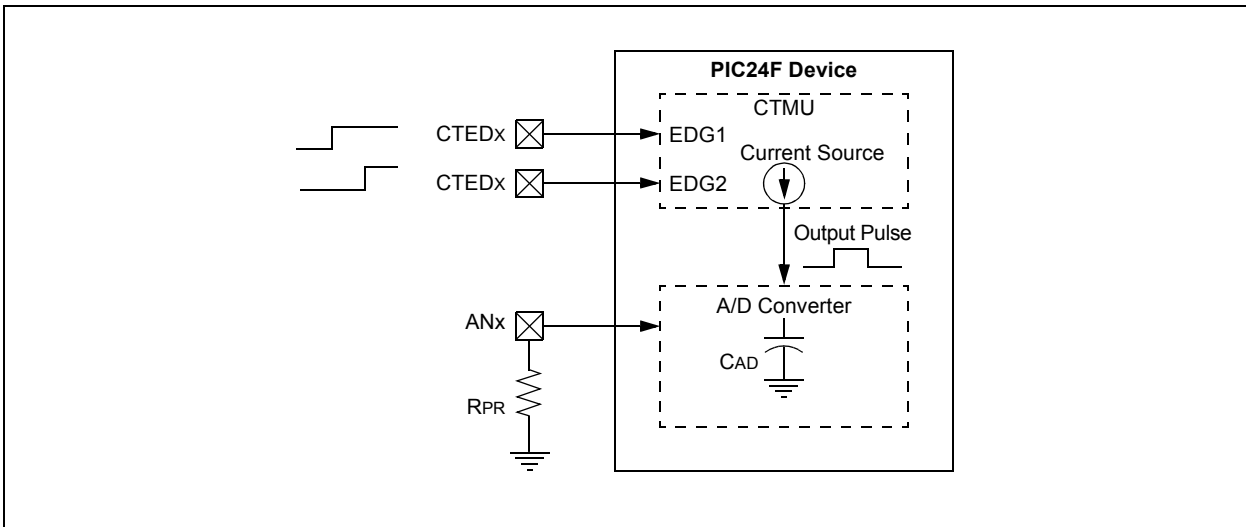 PIC24F Device
CTMU
CTEDX
EDG1
Current Source
CTEDX
EDG2
Output Pulse
A/D Converter
ANx
CAD
RPR